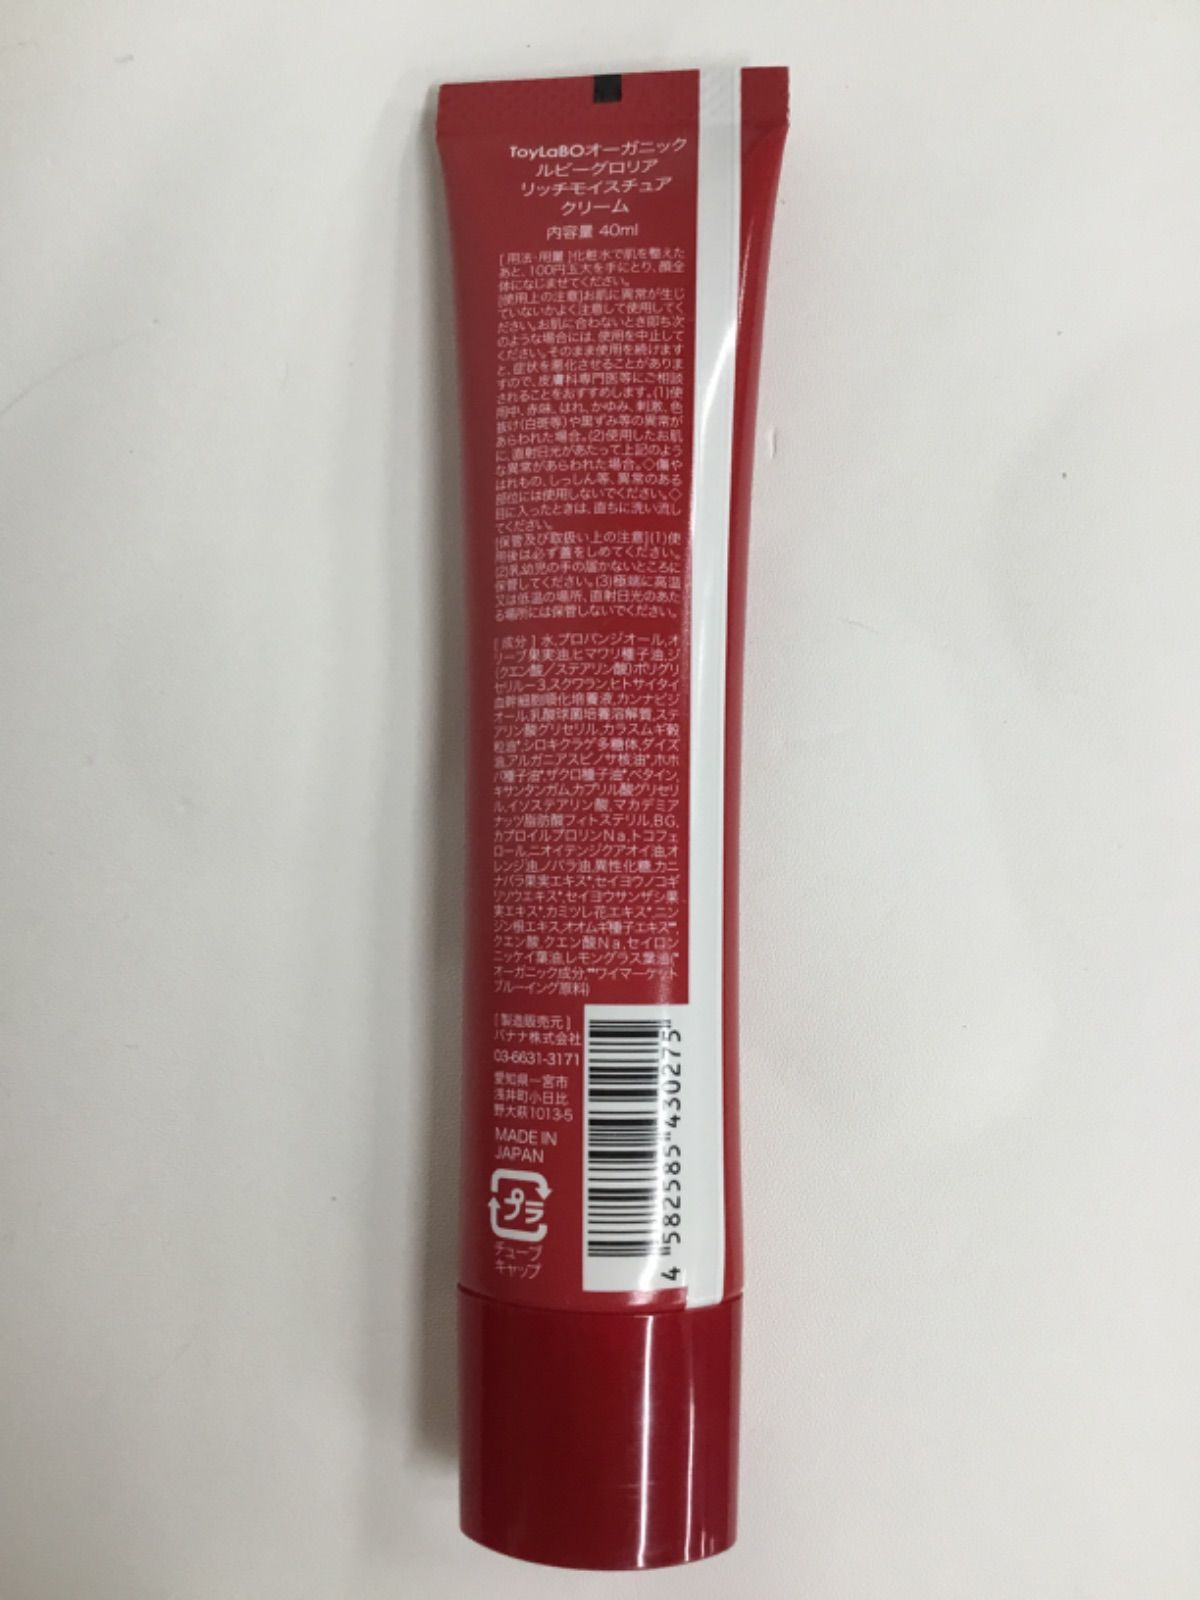 ToyLaBOオーガニック
ルビーグロリア
リッチモイスチュア
クリーム
内容量 40ml
[用法・用量]化粧水で肌を整えた
あと、100円玉大を手にとり、顔全
体になじませてください。
[使用上の注意]お肌に異常が生じ
ていないかよく注意して使用してく
ださい。お肌に合わないとき即ち次
のような場合には、使用を中止して
ください。そのまま使用を続けます
と、症状を悪化させることがありま
すので、皮膚科専門医等にご相談
されることをおすすめします。(1)使
用中、赤味、はれ、かゆみ、刺激、色
抜け(白斑等)や黒ずみ等の異常が
あらわれた場合。(2)使用したお肌
に、直射日光があたって上記のよう
な異常があらわれた場合。◇傷や
はれもの、しっしん等、異常のある
部位には使用しないでください。◇
目に入ったときは、直ちに洗い流し
てください。
[保管及び取扱い上の注意](1)使
用後は必ず蓋をしめてください。
(2)乳幼児の手の届かないところに
保管してください。(3)極端に高温
又は低温の場所、直射日光のあた
る場所には保管しないでください。
[成分]水,プロパンジオール,オ
リーブ果実油,ヒマワリ種子油,ジ
(クエン酸／ステアリン酸)ポリグリ
セリル－3,スクワラン,ヒトサイタイ
血幹細胞順化培養液,カンナビジ
オール,乳酸球菌培養溶解質,ステ
アリン酸グリセリル,カラスムギ穀
粒油*,シロキクラゲ多糖体,ダイズ
油,アルガニアスピノサ核油*,ホホ
バ種子油*,ザクロ種子油*,ベタイン,
キサンタンガム,カプリル酸グリセリ
ル,イソステアリン酸,マカデミア
ナッツ脂肪酸フィトステリル,BG,
カプロイルプロリンNa,トコフェ
ロール,ニオイテンジクアオイ油,オ
レンジ油,ノバラ油,異性化糖,カニ
ナバラ果実エキス*,セイヨウノコギ
リソウエキス*,セイヨウサンザシ果
実エキス*,カミツレ花エキス*,ニン
ジン根エキス,オオムギ種子エキス**,
クエン酸,クエン酸Na,セイロン
ニッケイ葉油,レモングラス葉油(*
オーガニック成分,**ワイマーケット
ブルーイング原料)
[製造販売元]
バナナ株式会社
03-6631-3171
愛知県一宮市
浅井町小日比
野大萩1013-5
MADE IN
JAPAN
プラ
チューブ
キャップ
4 582585 430275